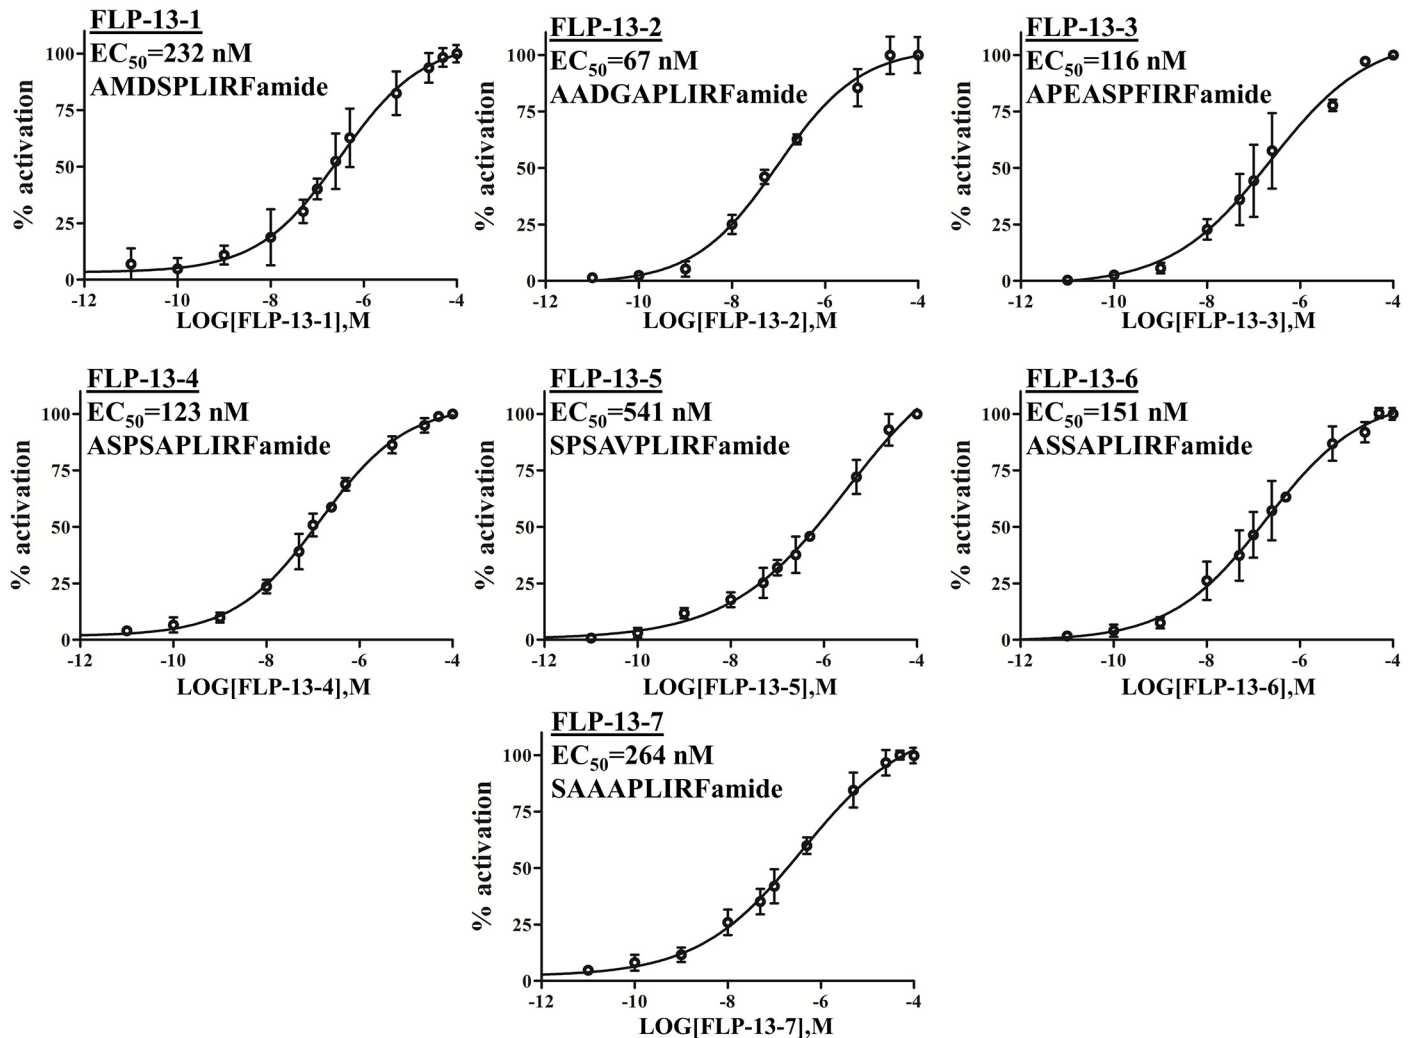 FLP-13-1
EC50=232 nM
AMDSPLIRFamide
% activation
100
75
50
25
0
-12 -10 -8 -6 -4
LOG[FLP-13-1],M
FLP-13-2
EC50=67 nM
AADGAPLIRFamide
% activation
100
75
50
25
0
-12 -10 -8 -6 -4
LOG[FLP-13-2],M
FLP-13-3
EC50=116 nM
APEASPFIRFamide
% activation
100
75
50
25
0
-12 -10 -8 -6 -4
LOG[FLP-13-3],M
FLP-13-4
EC50=123 nM
ASPSAPLIRFamide
% activation
100
75
50
25
0
-12 -10 -8 -6 -4
LOG[FLP-13-4],M
FLP-13-5
EC50=541 nM
SPSAVPLIRFamide
% activation
100
75
50
25
0
-12 -10 -8 -6 -4
LOG[FLP-13-5],M
FLP-13-6
EC50=151 nM
ASSAPLIRFamide
% activation
100
75
50
25
0
-12 -10 -8 -6 -4
LOG[FLP-13-6],M
FLP-13-7
EC50=264 nM
SAAAPLIRFamide
% activation
100
75
50
25
0
-12 -10 -8 -6 -4
LOG[FLP-13-7],M